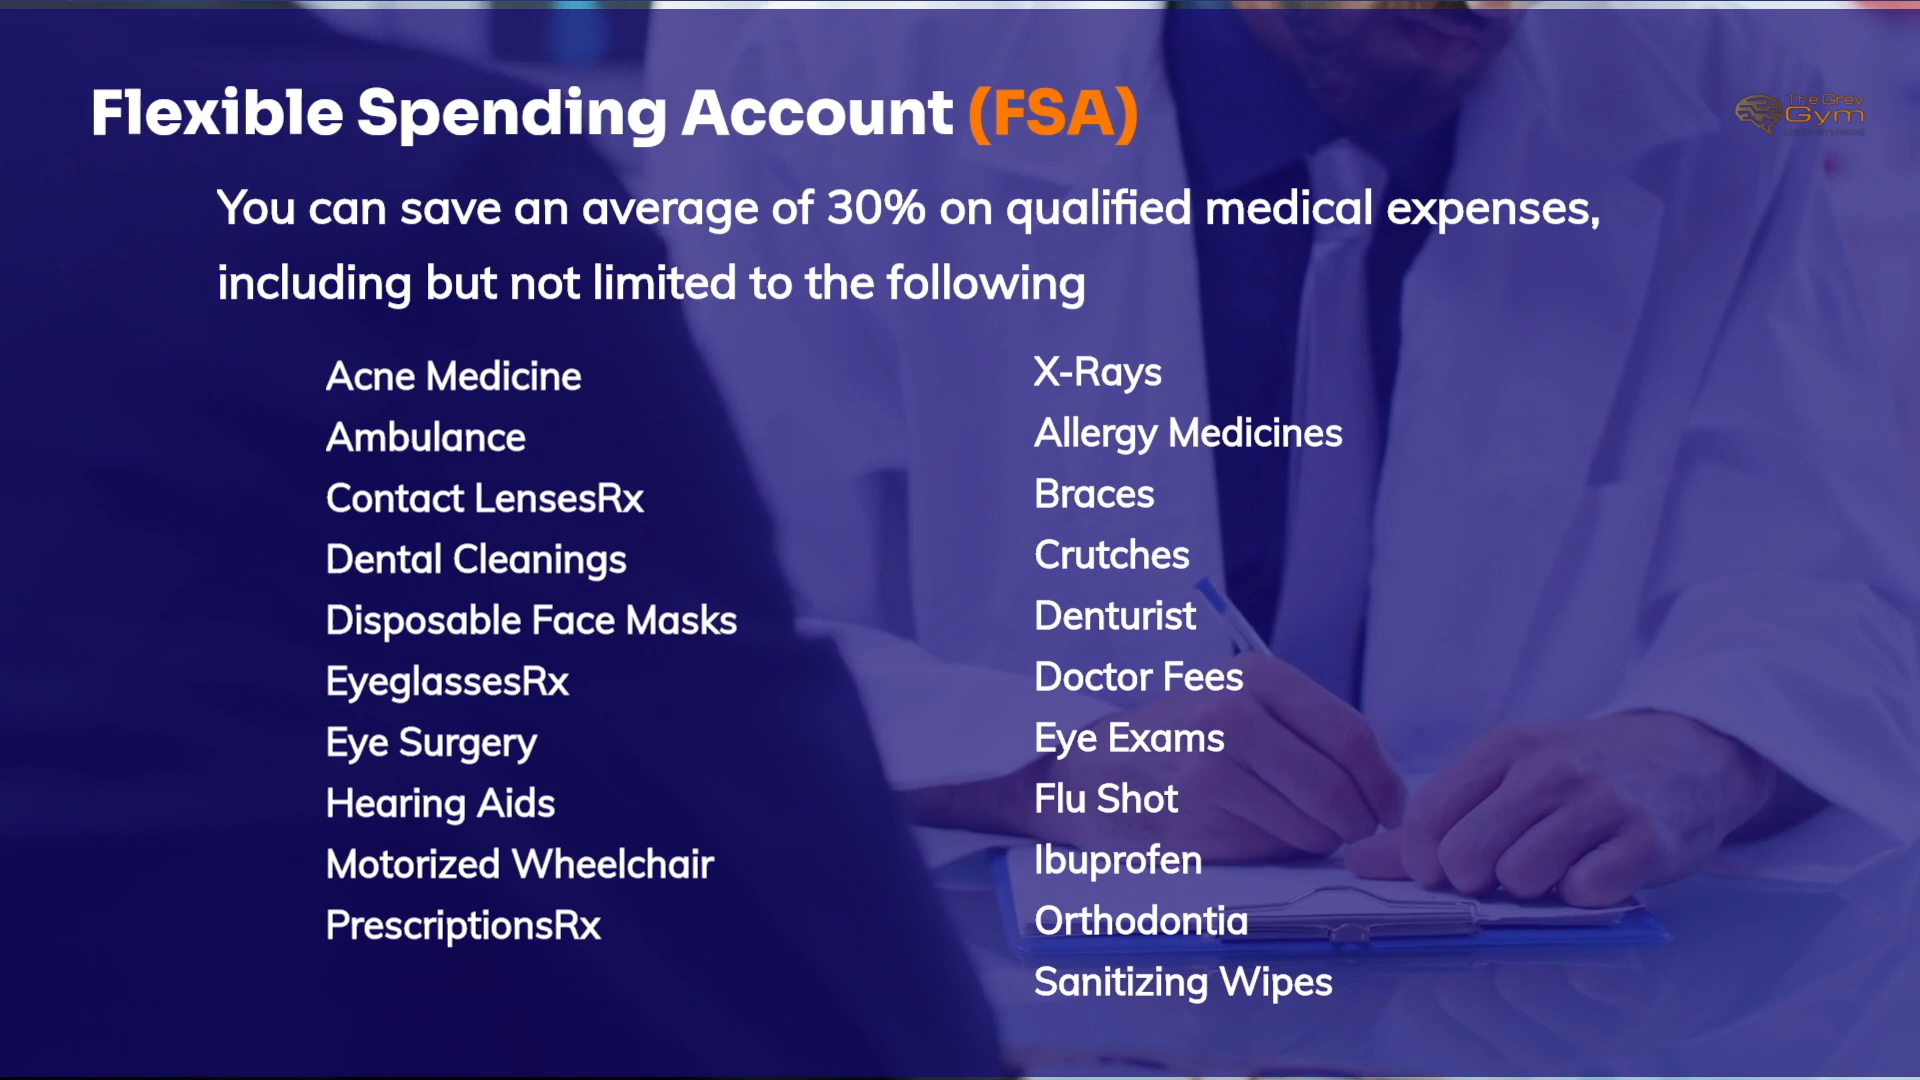 Flexible Spending Account (FSA)
The Grey
Gym
You can save an average of 30% on qualified medical expenses,
including but not limited to the following
Acne Medicine
Ambulance
Contact LensesRx
Dental Cleanings
Disposable Face Masks
EyeglassesRx
Eye Surgery
Hearing Aids
Motorized Wheelchair
PrescriptionsRx
X-Rays
Allergy Medicines
Braces
Crutches
Denturist
Doctor Fees
Eye Exams
Flu Shot
Ibuprofen
Orthodontia
Sanitizing Wipes